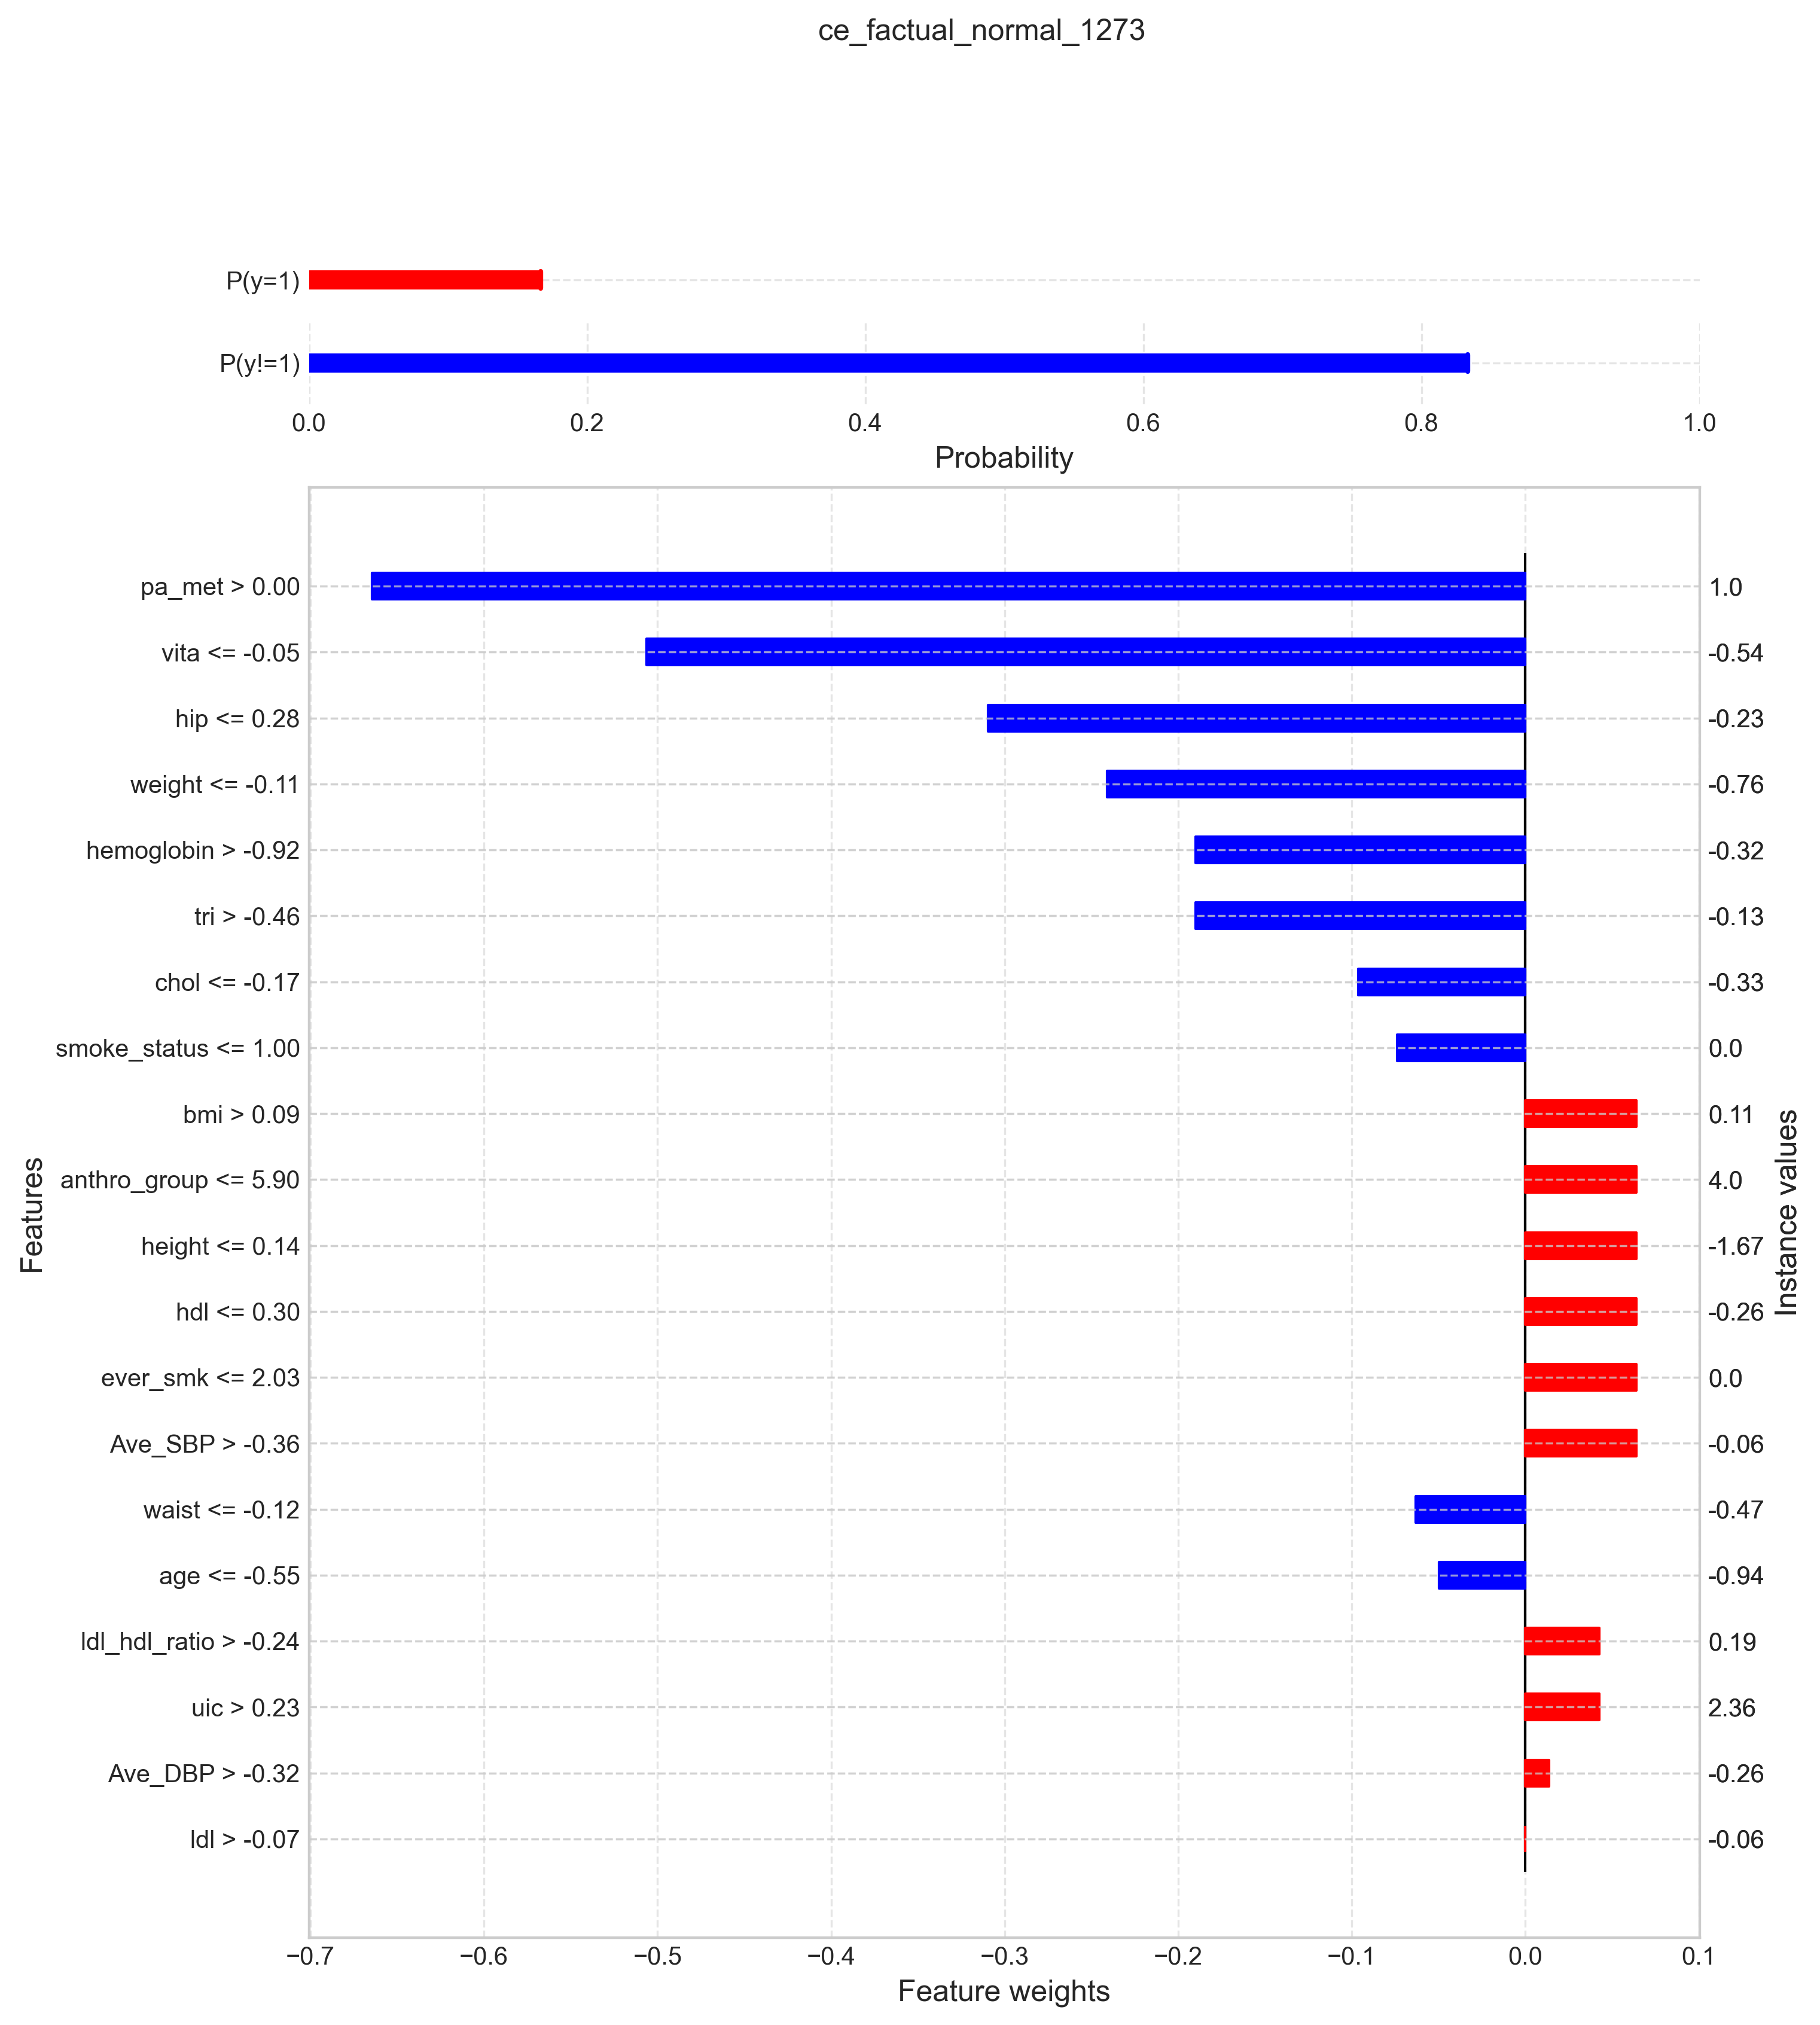 ce_factual_normal_1273
P(y=1)
P(y!=1)
0.0 0.2 0.4 0.6 0.8 1.0
Probability
pa_met > 0.00 1.0
vita <= -0.05 -0.54
hip <= 0.28 -0.23
weight <= -0.11 -0.76
hemoglobin > -0.92 -0.32
tri > -0.46 -0.13
chol <= -0.17 -0.33
smoke_status <= 1.00 0.0
bmi > 0.09 0.11
anthro_group <= 5.90 4.0
height <= 0.14 -1.67
hdl <= 0.30 -0.26
ever_smk <= 2.03 0.0
Ave_SBP > -0.36 -0.06
waist <= -0.12 -0.47
age <= -0.55 -0.94
ldl_hdl_ratio > -0.24 0.19
uic > 0.23 2.36
Ave_DBP > -0.32 -0.26
ldl > -0.07 -0.06
Features
Instance values
−0.7 −0.6 −0.5 −0.4 −0.3 −0.2 −0.1 0.0 0.1
Feature weights